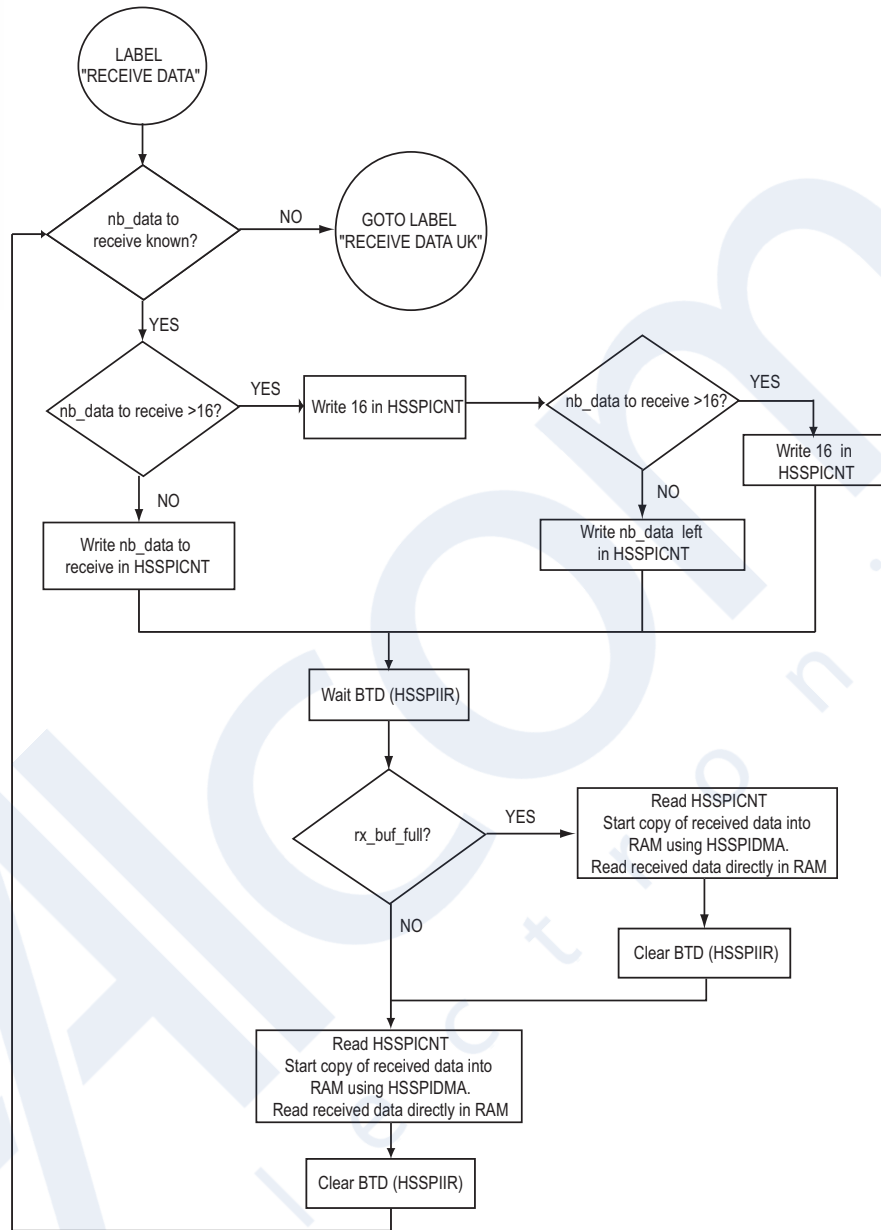 LABEL
"RECEIVE DATA"
nb_data to
receive known?
NO
GOTO LABEL
"RECEIVE DATA UK"
YES
nb_data to receive >16?
YES
Write 16 in HSSPICNT
nb_data to receive >16?
YES
Write 16 in
HSSPICNT
NO
Write nb_data to
receive in HSSPICNT
NO
Write nb_data left
in HSSPICNT
Wait BTD (HSSPIIR)
rx_buf_full?
YES
Read HSSPICNT
Start copy of received data into
RAM using HSSPIDMA.
Read received data directly in RAM
NO
Clear BTD (HSSPIIR)
Read HSSPICNT
Start copy of received data into
RAM using HSSPIDMA.
Read received data directly in RAM
Clear BTD (HSSPIIR)
Alcom
lectron.